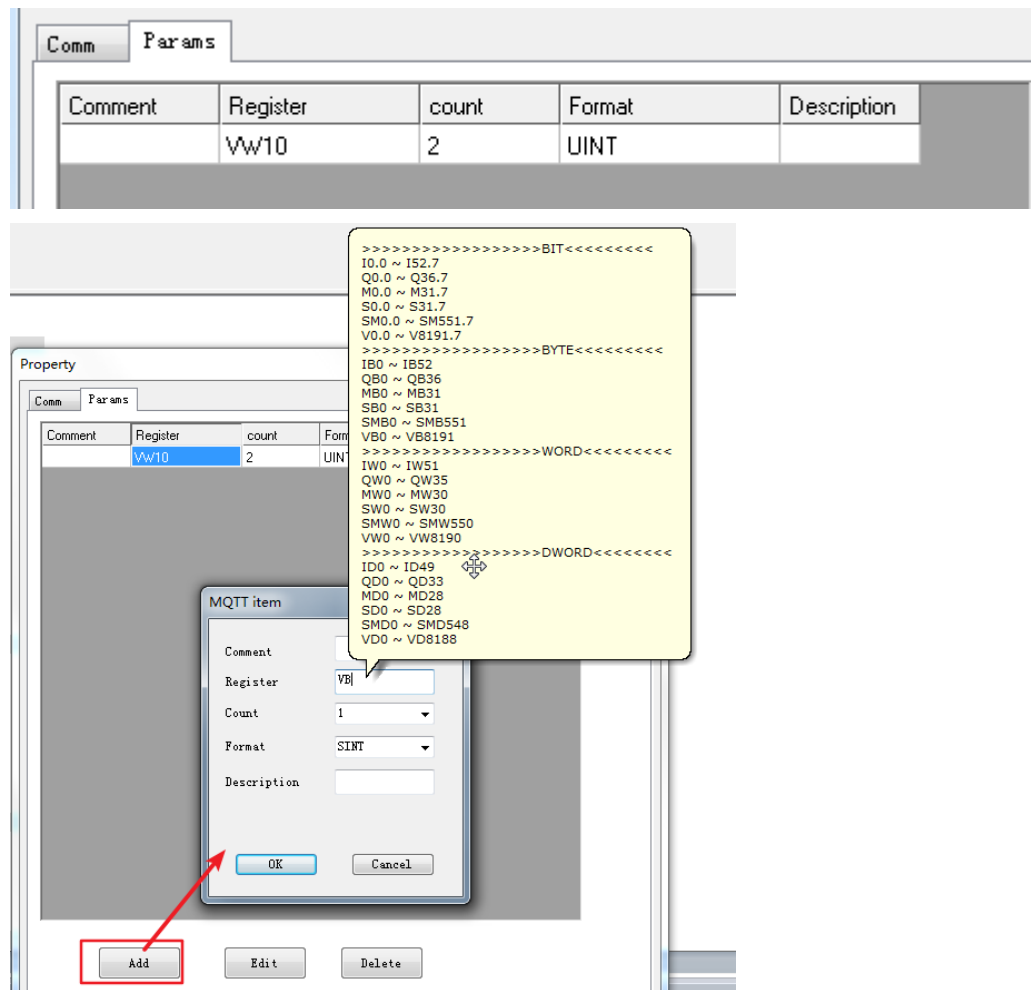 Comm Params
Comment Register count Format Description
VW10 2 UINT
>>>>>>>>>>>>>>>>>>BIT<<<<<<<<<
I0.0 ~ I52.7
Q0.0 ~ Q36.7
M0.0 ~ M31.7
S0.0 ~ S31.7
SM0.0 ~ SM551.7
V0.0 ~ V8191.7
>>>>>>>>>>>>>>>>>>BYTE<<<<<<<<<
IB0 ~ IB52
QB0 ~ QB36
MB0 ~ MB31
SB0 ~ SB31
SMB0 ~ SMB551
VB0 ~ VB8191
>>>>>>>>>>>>>>>>>>WORD<<<<<<<<<
IW0 ~ IW51
QW0 ~ QW35
MW0 ~ MW30
SW0 ~ SW30
SMW0 ~ SMW550
VW0 ~ VW8190
>>>>>>>>>>>>>>>>>>DWORD<<<<<<<<
ID0 ~ ID49
QD0 ~ QD33
MD0 ~ MD28
SD0 ~ SD28
SMD0 ~ SMD548
VD0 ~ VD8188
Property
Comm Params
Comment Register count
VW10 2
MQTT item
Comment
Register VB
Count 1
Format SINT
Description
OK Cancel
Add Edit Delete